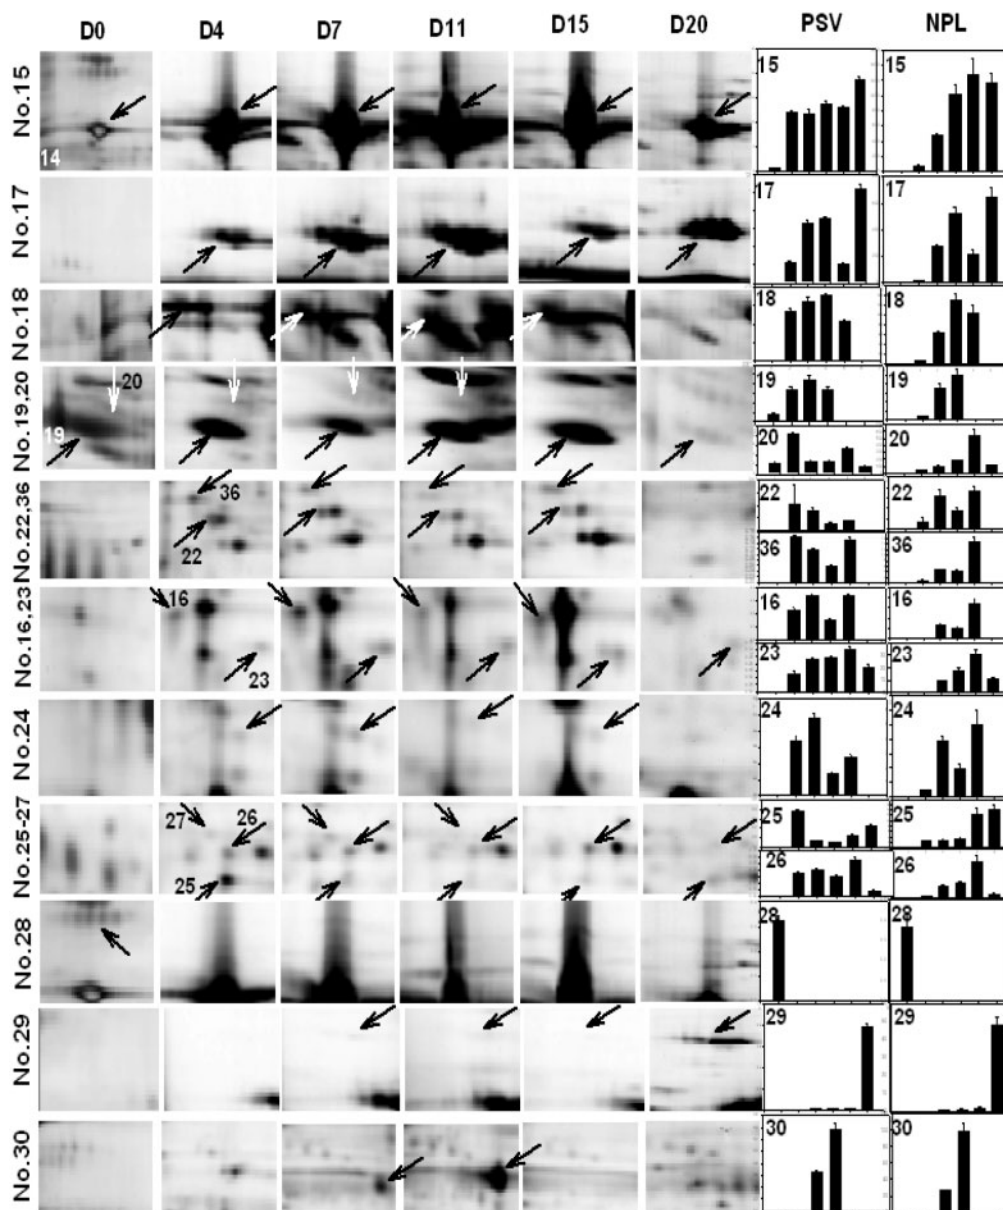 D0 D4 D7 D11 D15 D20 PSV NPL
No.15 14 15 15
No.17 17 17
No.18 18 18
No.19,20 20 19 19 19
20 20
No.22,36 36 22 22 22
36 36
No.16,23 16 23 16 16
23 23
No.24 24 24
No.25-27 27 26 25 25 25
26 26
No.28 28 28
No.29 29 29
No.30 30 30